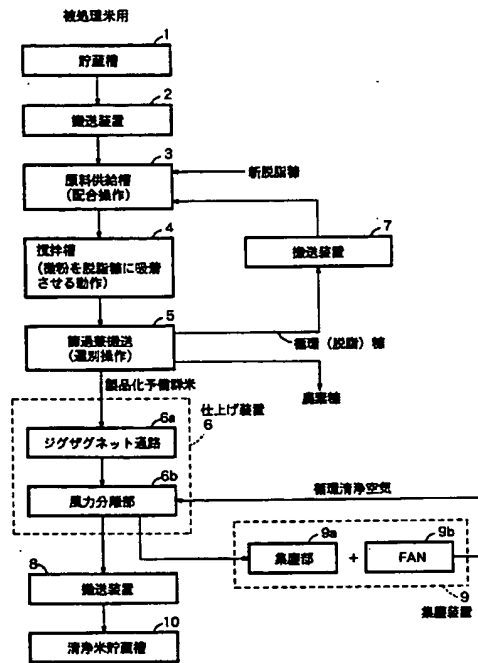 被処理米用
1
貯蔵槽
2
搬送装置
3
原料供給槽
(配合操作)
新脱脂糠
4
攪拌槽
(微粉を脱脂糠に吸着
させる動作)
7
搬送装置
5
篩過兼搬送
(選別操作)
循環(脱脂)糠
廃棄糠
製品化予備群米
仕上げ装置
6
6a
ジグザグネット通路
6b
風力分離部
循環清浄空気
9a
集塵部
+
9b
FAN
9
集塵装置
8
搬送装置
10
清浄米貯蔵槽